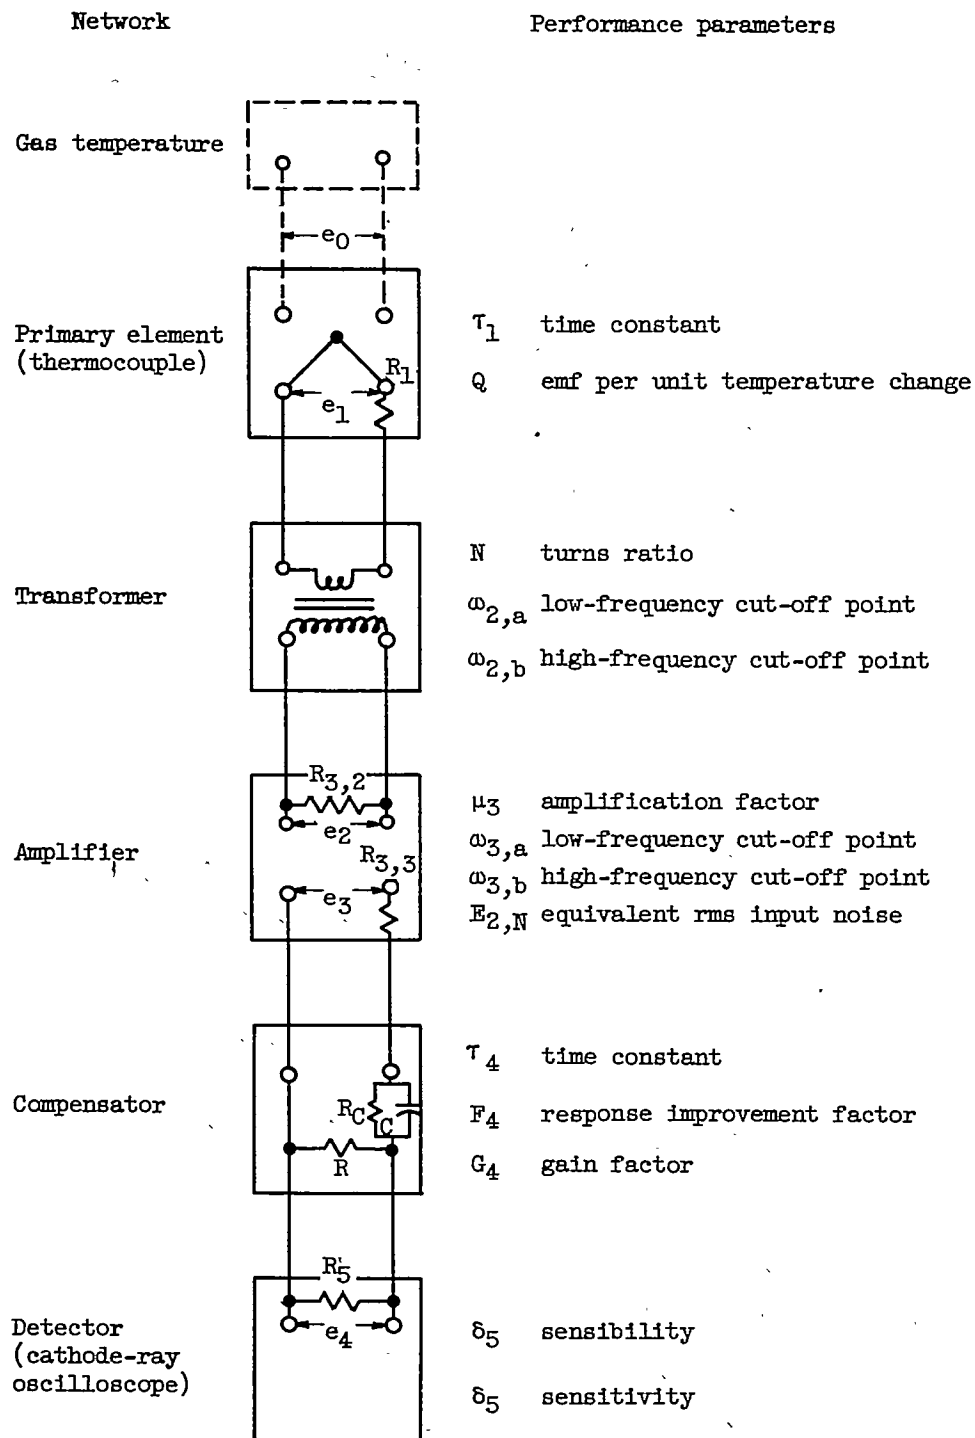 Network Performance parameters
Gas temperature
e0
Primary element
(thermocouple)
R1
e1
τ1 time constant
Q emf per unit temperature change
Transformer
N turns ratio
ω2,a low-frequency cut-off point
ω2,b high-frequency cut-off point
Amplifier
R3,2
e2
R3,3
e3
μ3 amplification factor
ω3,a low-frequency cut-off point
ω3,b high-frequency cut-off point
E2,N equivalent rms input noise
Compensator
RC
C
R
τ4 time constant
F4 response improvement factor
G4 gain factor
Detector
(cathode-ray
oscilloscope)
R5
e4
δ5 sensibility
δ5 sensitivity